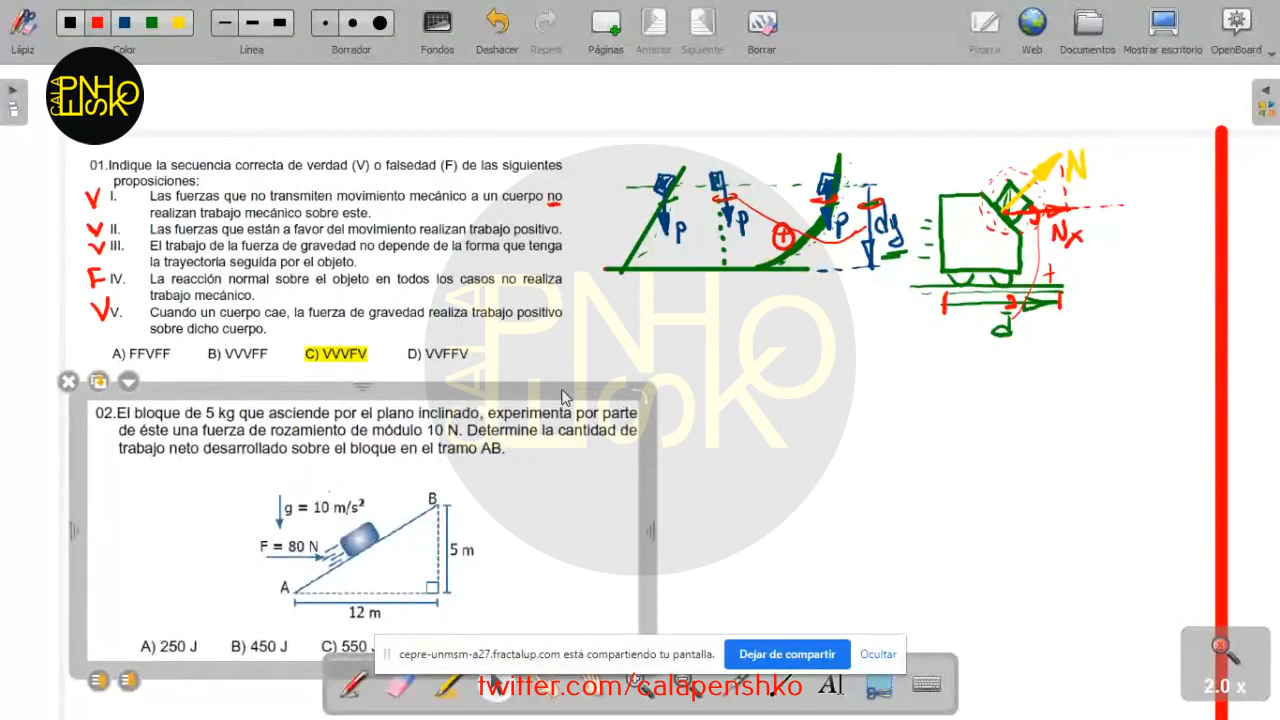 Lápiz
Color
Línea
Borrador
Fondos
Deshacer
Repetir
Páginas
Anterior
Siguiente
Borrar
Pizarra
Web
Documentos
Mostrar escritorio
OpenBoard
CALA
PENHO
ESKO
01.Indique la secuencia correcta de verdad (V) o falsedad (F) de las siguientes
proposiciones:
V I. Las fuerzas que no transmiten movimiento mecánico a un cuerpo no
realizan trabajo mecánico sobre este.
V II. Las fuerzas que están a favor del movimiento realizan trabajo positivo.
V III. El trabajo de la fuerza de gravedad no depende de la forma que tenga
la trayectoria seguida por el objeto.
F IV. La reacción normal sobre el objeto en todos los casos no realiza
trabajo mecánico.
V V. Cuando un cuerpo cae, la fuerza de gravedad realiza trabajo positivo
sobre dicho cuerpo.
A) FFVFF B) VVVFF C) VVVFV D) VVFFV
P P P
+
dy
N
Nx
+
d
02.El bloque de 5 kg que asciende por el plano inclinado, experimenta por parte
de éste una fuerza de rozamiento de módulo 10 N. Determine la cantidad de
trabajo neto desarrollado sobre el bloque en el tramo AB.
g = 10 m/s²
B
F = 80 N
5 m
A
12 m
A) 250 J B) 450 J C) 550
cepre-unmsm-a27.fractalup.com está compartiendo tu pantalla.
Dejar de compartir
Ocultar
twitter.com/calapenshko
AI
2.0 x